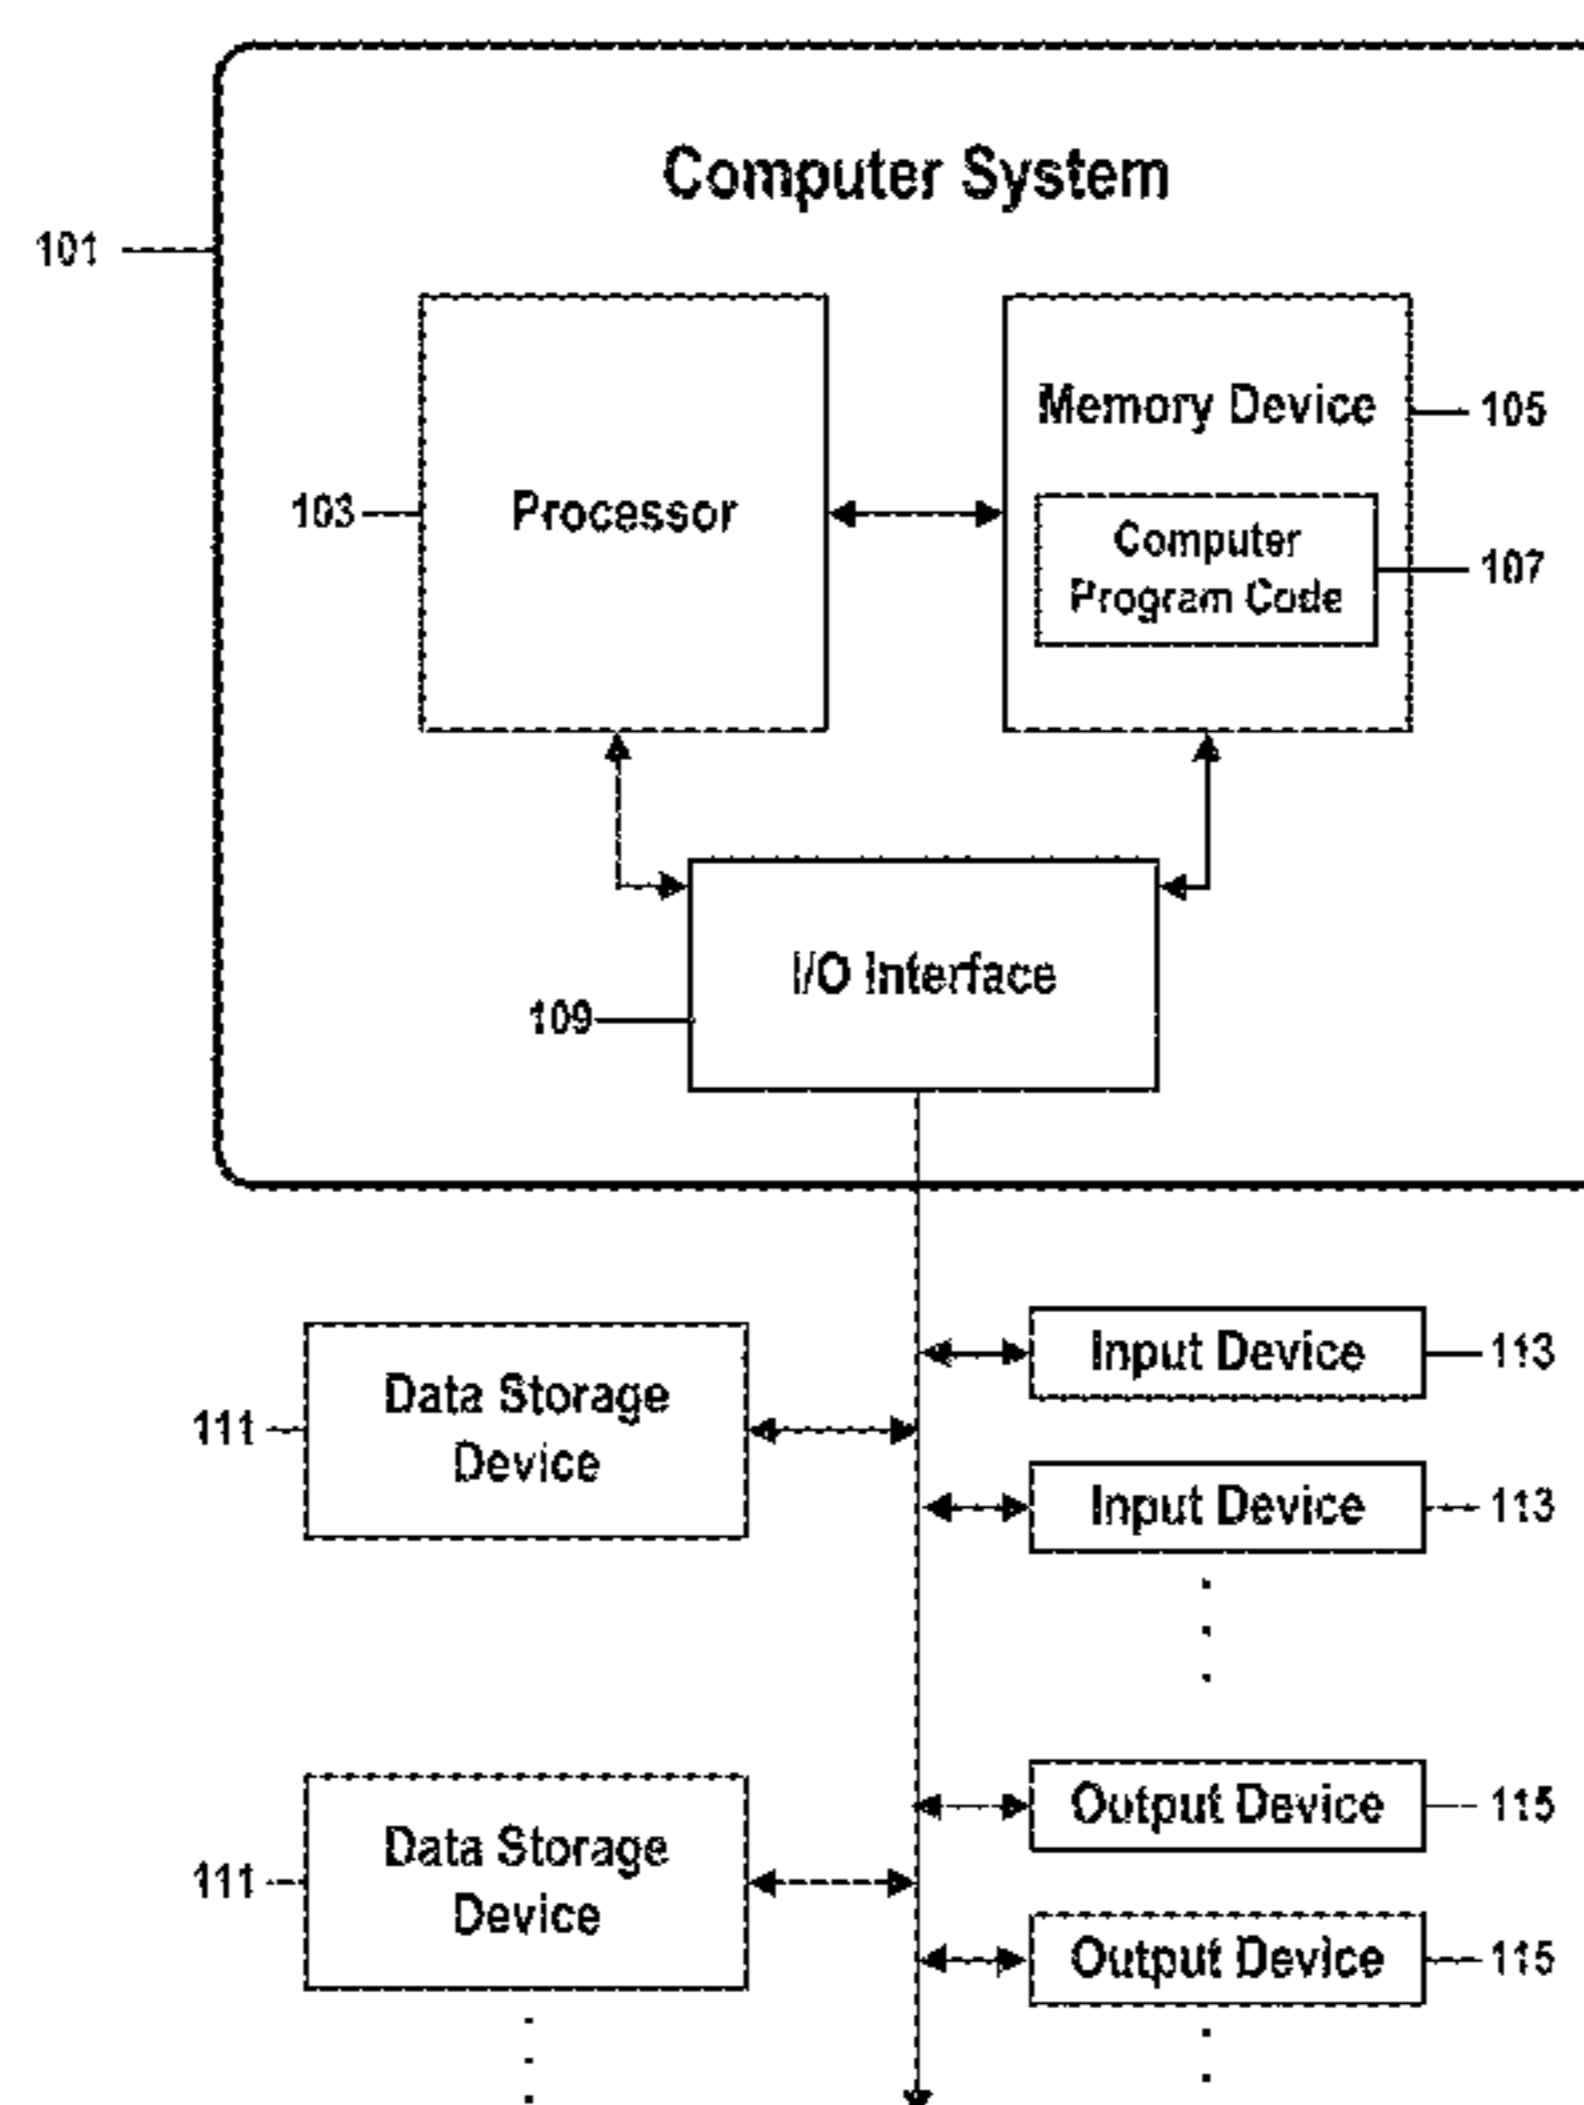 Computer System
101
Memory Device
105
103
Processor
Computer
Program Code
107
I/O Interface
109
Input Device
113
Data Storage
Device
111
Input Device
113
Output Device
115
Data Storage
Device
111
Output Device
115